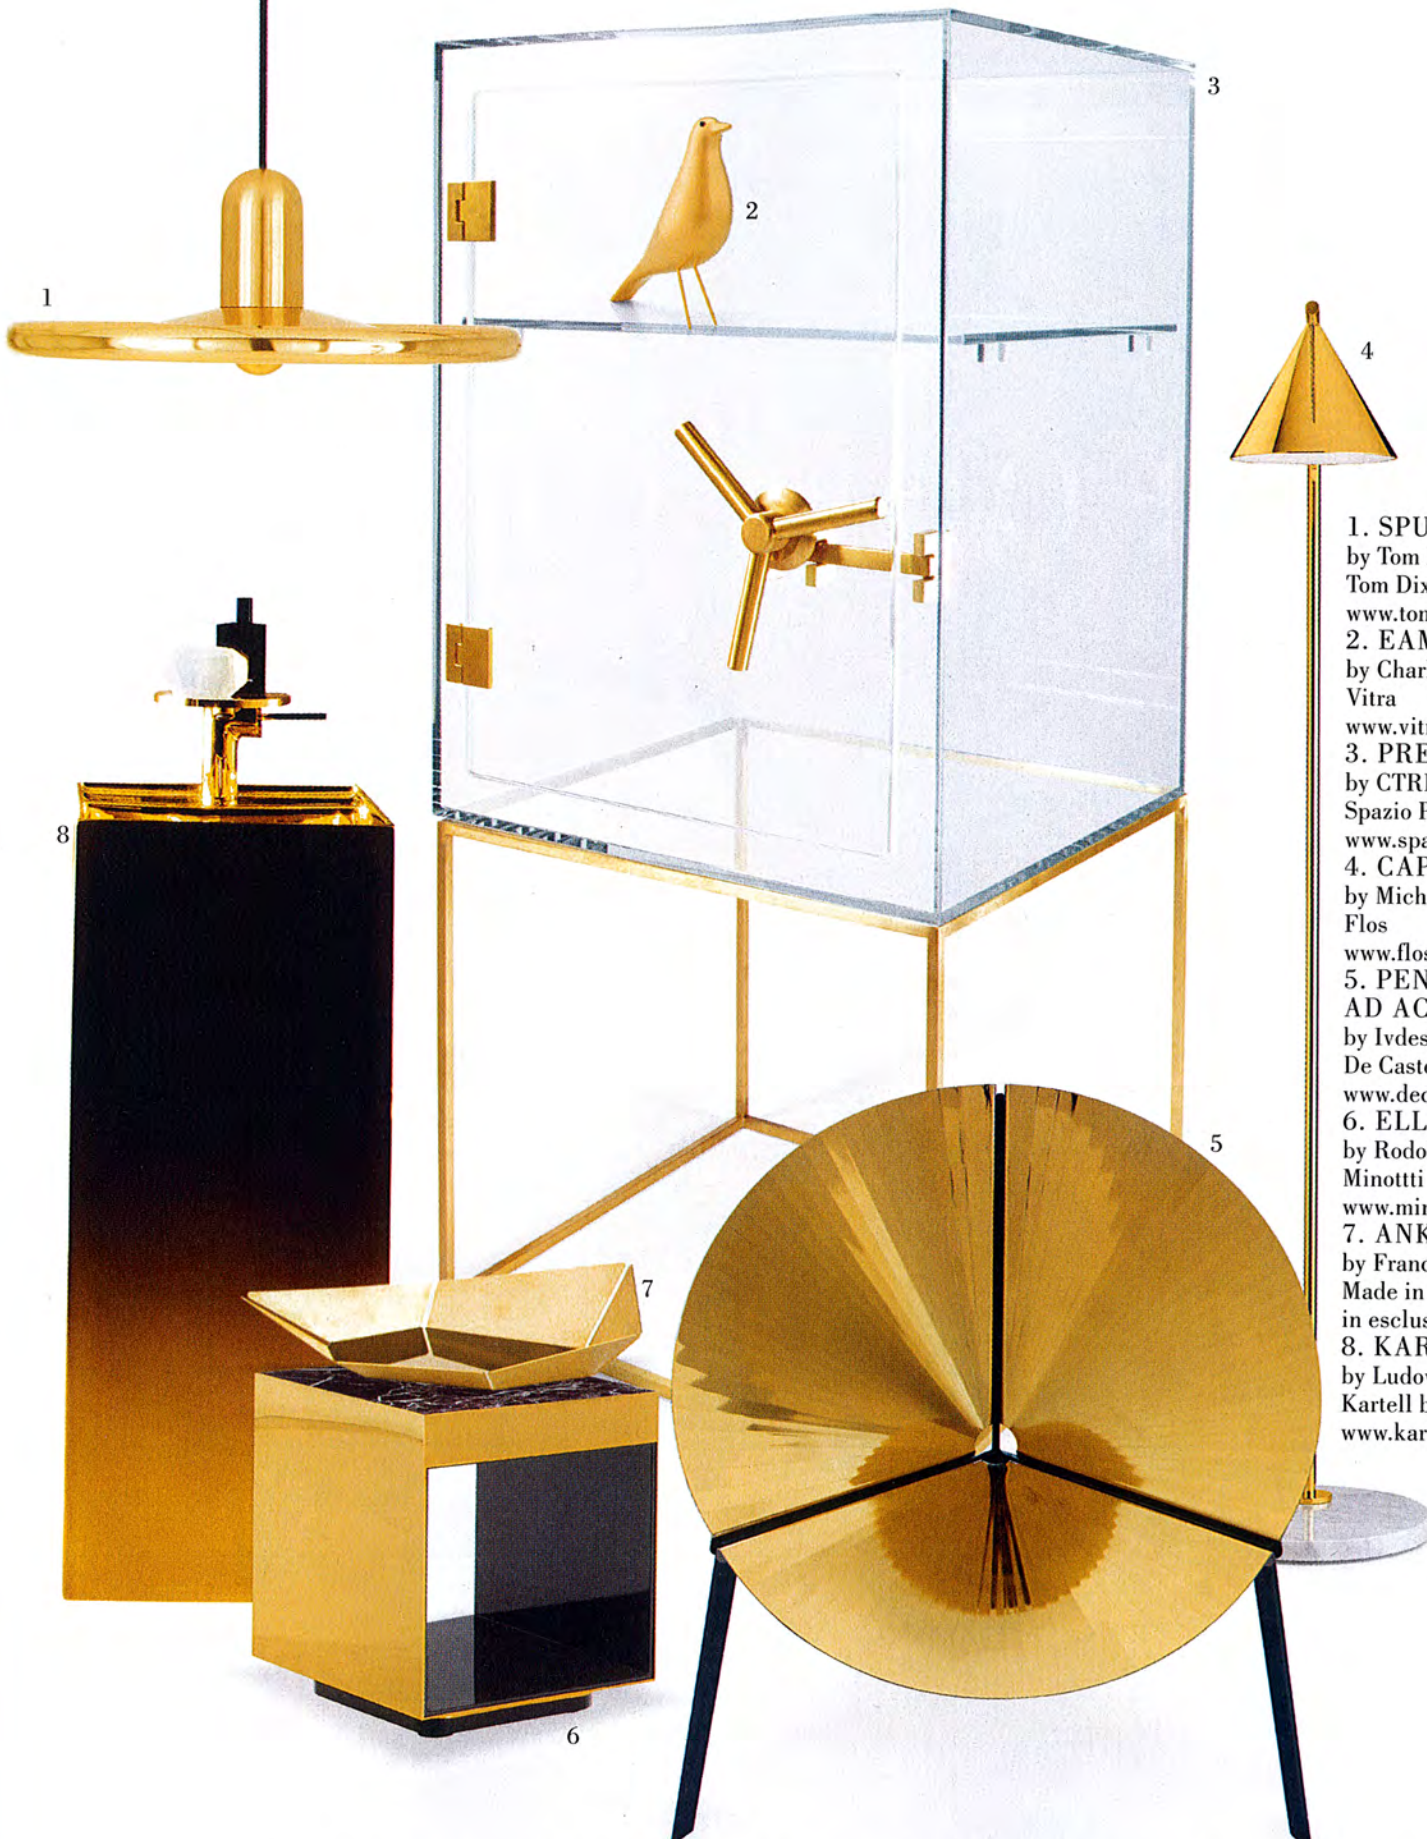 3
2
1
4
1. SPU
by Tom
Tom Dix
www.ton
2. EAM
by Char
Vitra
www.vitr
3. PRE
by CTRL
Spazio P
www.spa
4. CAP
by Mich
Flos
www.flos
5. PEN
AD AC
by Ivdes
De Caste
www.dec
6. ELL
by Rodo
Minottti
www.min
7. ANK
by Franc
Made in
in esclus
8. KAR
by Ludov
Kartell b
www.kar
8
5
7
6